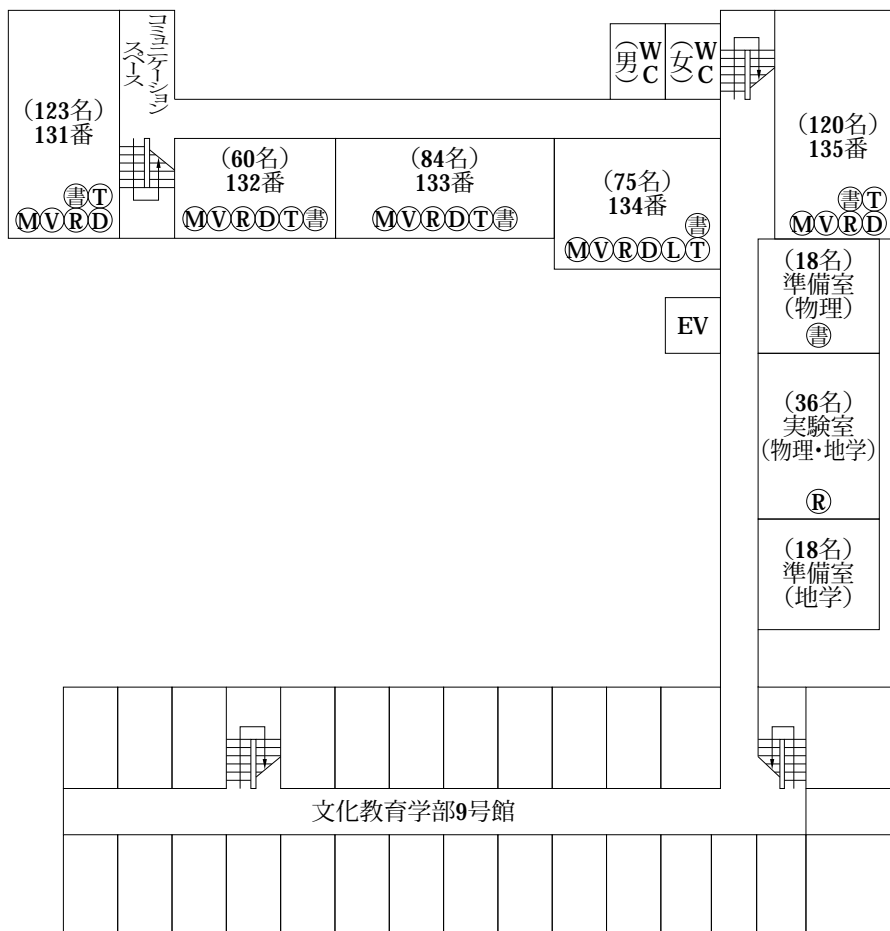 コミュニケーション
スペース
（123名）
131番
書T
MVRD
（60名）
132番
MVRDT書
（84名）
133番
MVRDT書
（75名）
134番
書
MVRDLT
WC
（男）
WC
（女）
（120名）
135番
書T
MVRD
EV
（18名）
準備室
（物理）
書
（36名）
実験室
（物理・地学）
R
（18名）
準備室
（地学）
文化教育学部9号館